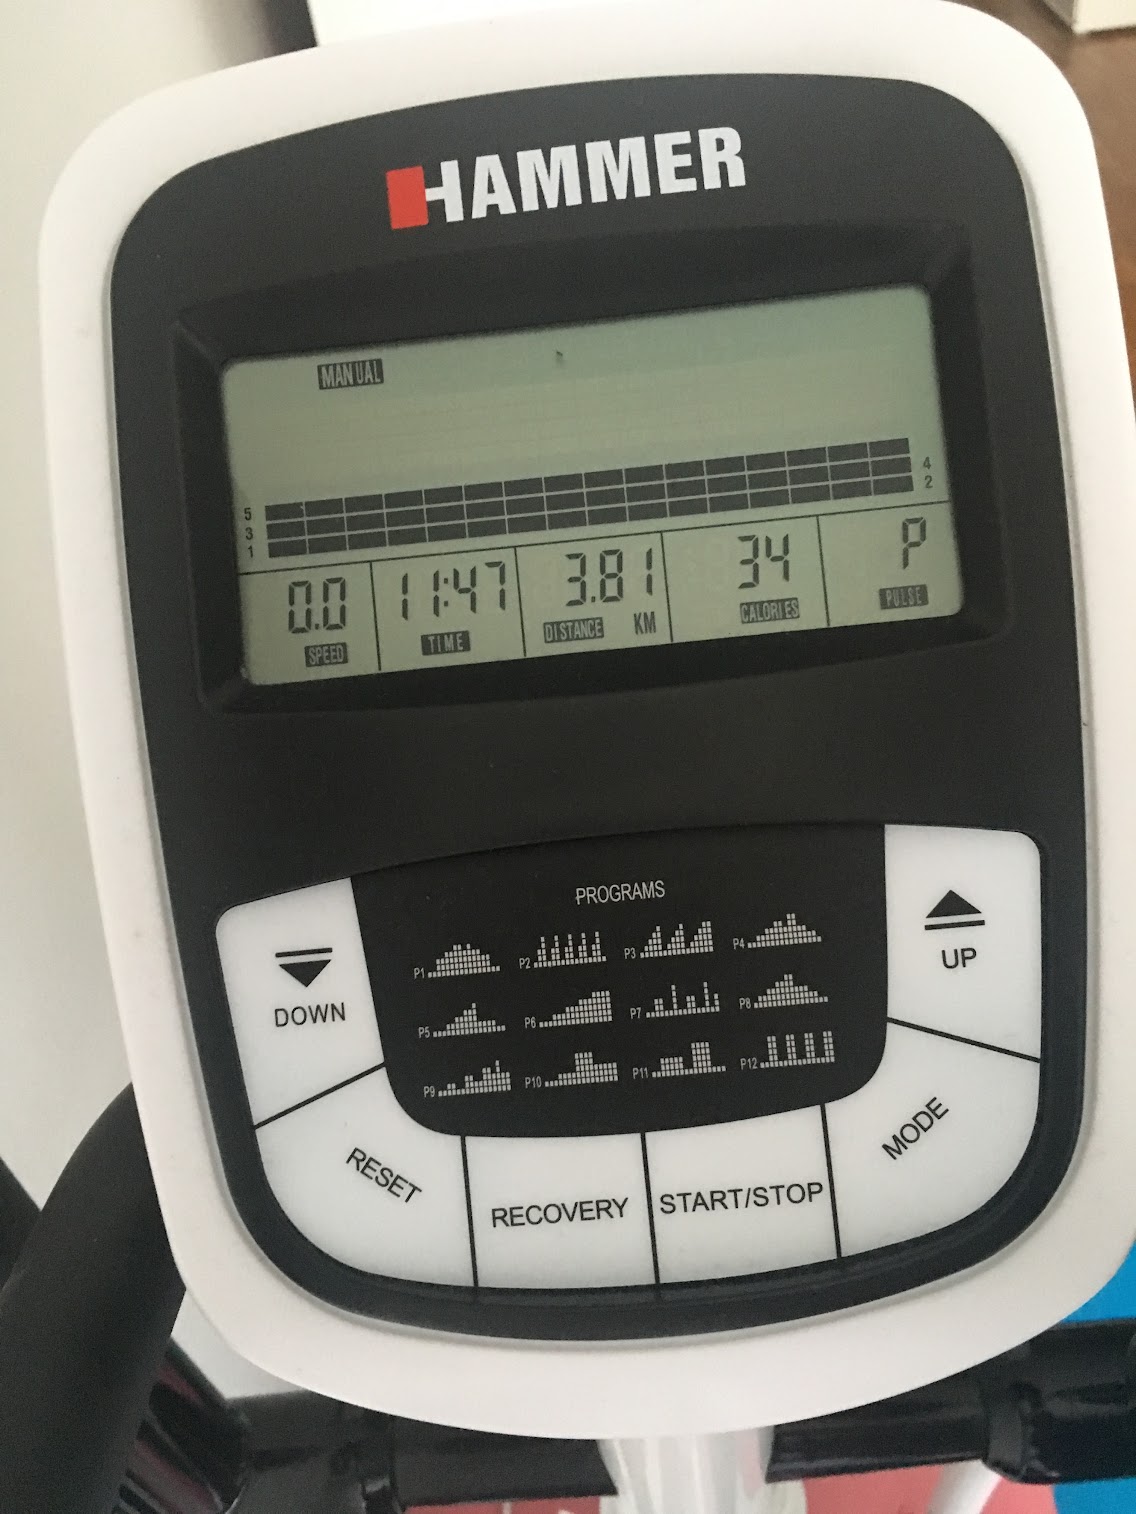 HAMMER
MANUAL
5
3
1
4
2
0.0
SPEED
11:47
TIME
3.81
DISTANCE KM
34
CALORIES
P
PULSE
PROGRAMS
P1 P2 P3 P4
P5 P6 P7 P8
P9 P10 P11 P12
DOWN
UP
RESET
RECOVERY
START/STOP
MODE